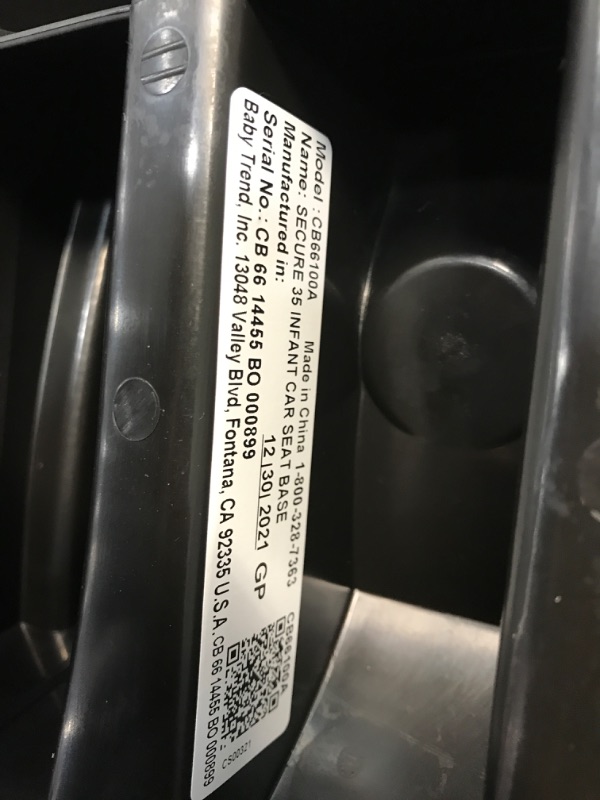 Model : CB66100A Made in China 1-800-328-7363 CB66100A
Name: SECURE 35 INFANT CAR SEAT BASE
Manufactured in: 12|30|2021 GP
Serial No.: CB 66 14455 BO 000899
Baby Trend, Inc. 13048 Valley Blvd, Fontana, CA 92335 U.S.A. CB 66 14455 BO 000899
CS00321